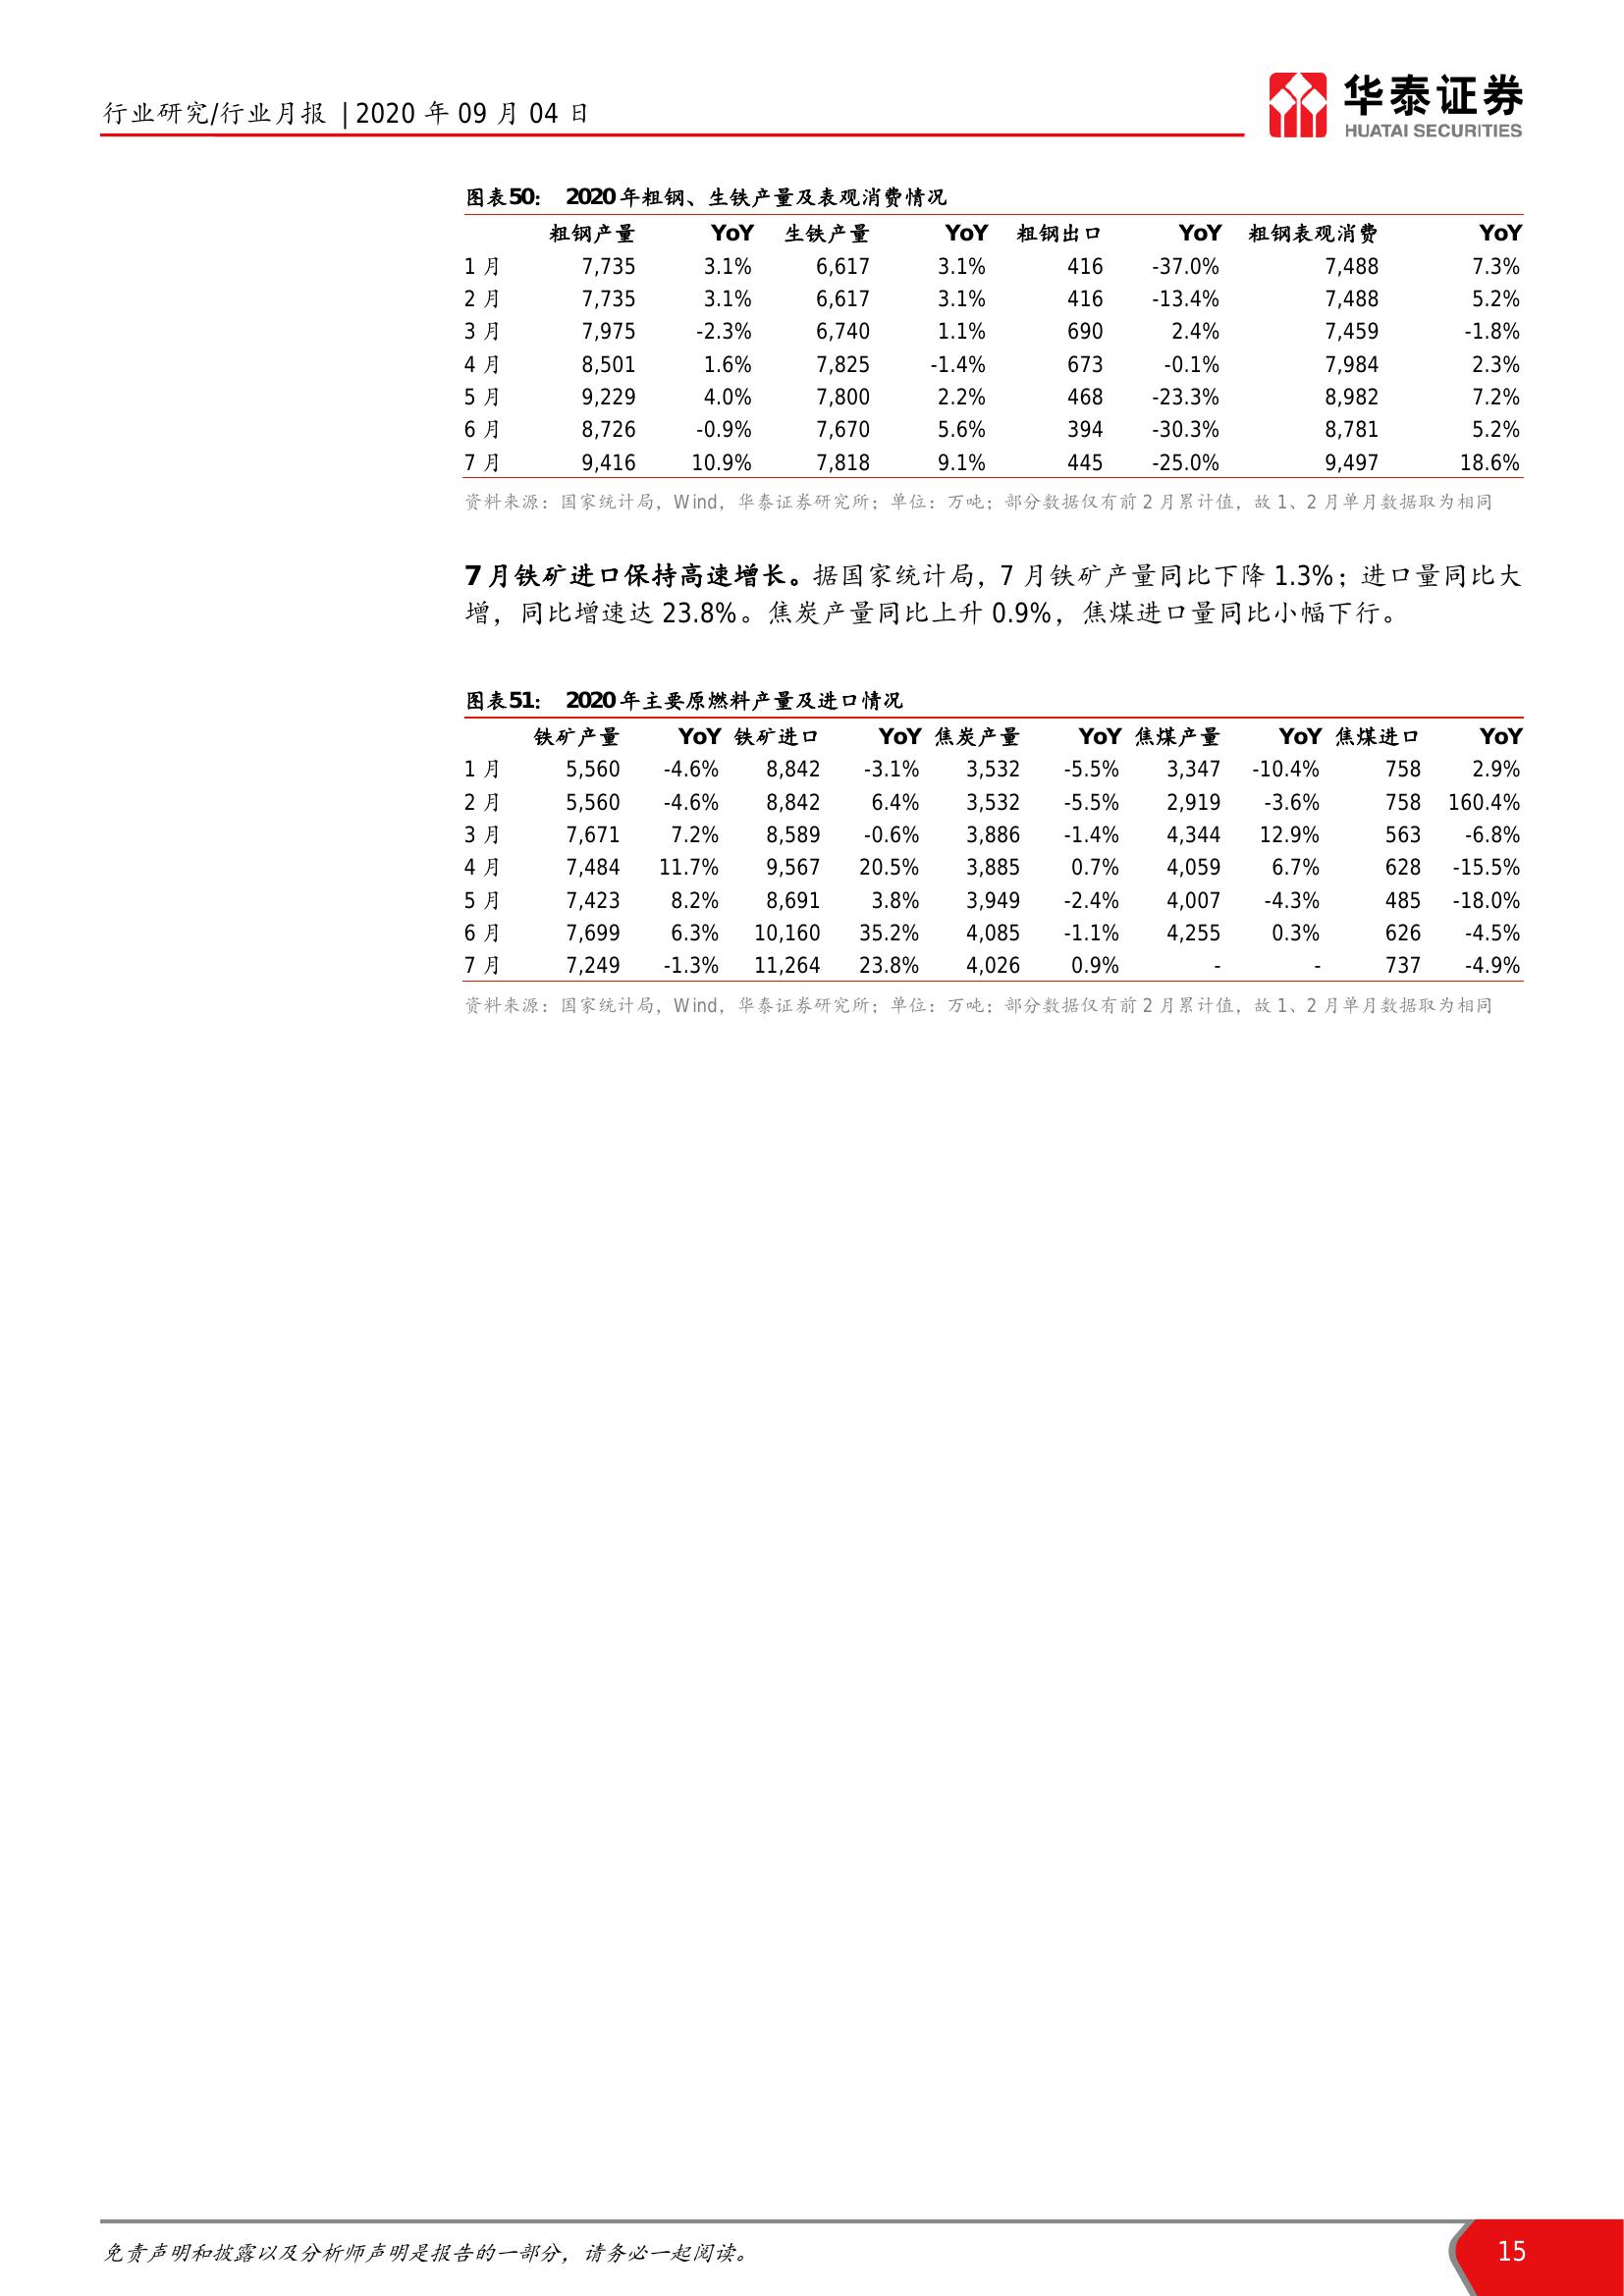 行业研究/行业月报 | 2020 年 09 月 04 日
华泰证券
HUATAI SECURITIES
图表50： 2020 年粗钢、生铁产量及表观消费情况
粗钢产量 YoY 生铁产量 YoY 粗钢出口 YoY 粗钢表观消费 YoY
1 月 7,735 3.1% 6,617 3.1% 416 -37.0% 7,488 7.3%
2 月 7,735 3.1% 6,617 3.1% 416 -13.4% 7,488 5.2%
3 月 7,975 -2.3% 6,740 1.1% 690 2.4% 7,459 -1.8%
4 月 8,501 1.6% 7,825 -1.4% 673 -0.1% 7,984 2.3%
5 月 9,229 4.0% 7,800 2.2% 468 -23.3% 8,982 7.2%
6 月 8,726 -0.9% 7,670 5.6% 394 -30.3% 8,781 5.2%
7 月 9,416 10.9% 7,818 9.1% 445 -25.0% 9,497 18.6%
资料来源：国家统计局，Wind，华泰证券研究所；单位：万吨；部分数据仅有前 2 月累计值，故 1、2 月单月数据取为相同
7 月铁矿进口保持高速增长。据国家统计局，7 月铁矿产量同比下降 1.3%；进口量同比大
增，同比增速达 23.8%。焦炭产量同比上升 0.9%，焦煤进口量同比小幅下行。
图表51： 2020 年主要原燃料产量及进口情况
铁矿产量 YoY 铁矿进口 YoY 焦炭产量 YoY 焦煤产量 YoY 焦煤进口 YoY
1 月 5,560 -4.6% 8,842 -3.1% 3,532 -5.5% 3,347 -10.4% 758 2.9%
2 月 5,560 -4.6% 8,842 6.4% 3,532 -5.5% 2,919 -3.6% 758 160.4%
3 月 7,671 7.2% 8,589 -0.6% 3,886 -1.4% 4,344 12.9% 563 -6.8%
4 月 7,484 11.7% 9,567 20.5% 3,885 0.7% 4,059 6.7% 628 -15.5%
5 月 7,423 8.2% 8,691 3.8% 3,949 -2.4% 4,007 -4.3% 485 -18.0%
6 月 7,699 6.3% 10,160 35.2% 4,085 -1.1% 4,255 0.3% 626 -4.5%
7 月 7,249 -1.3% 11,264 23.8% 4,026 0.9% - - 737 -4.9%
资料来源：国家统计局，Wind，华泰证券研究所；单位：万吨；部分数据仅有前 2 月累计值，故 1、2 月单月数据取为相同
免责声明和披露以及分析师声明是报告的一部分，请务必一起阅读。
15